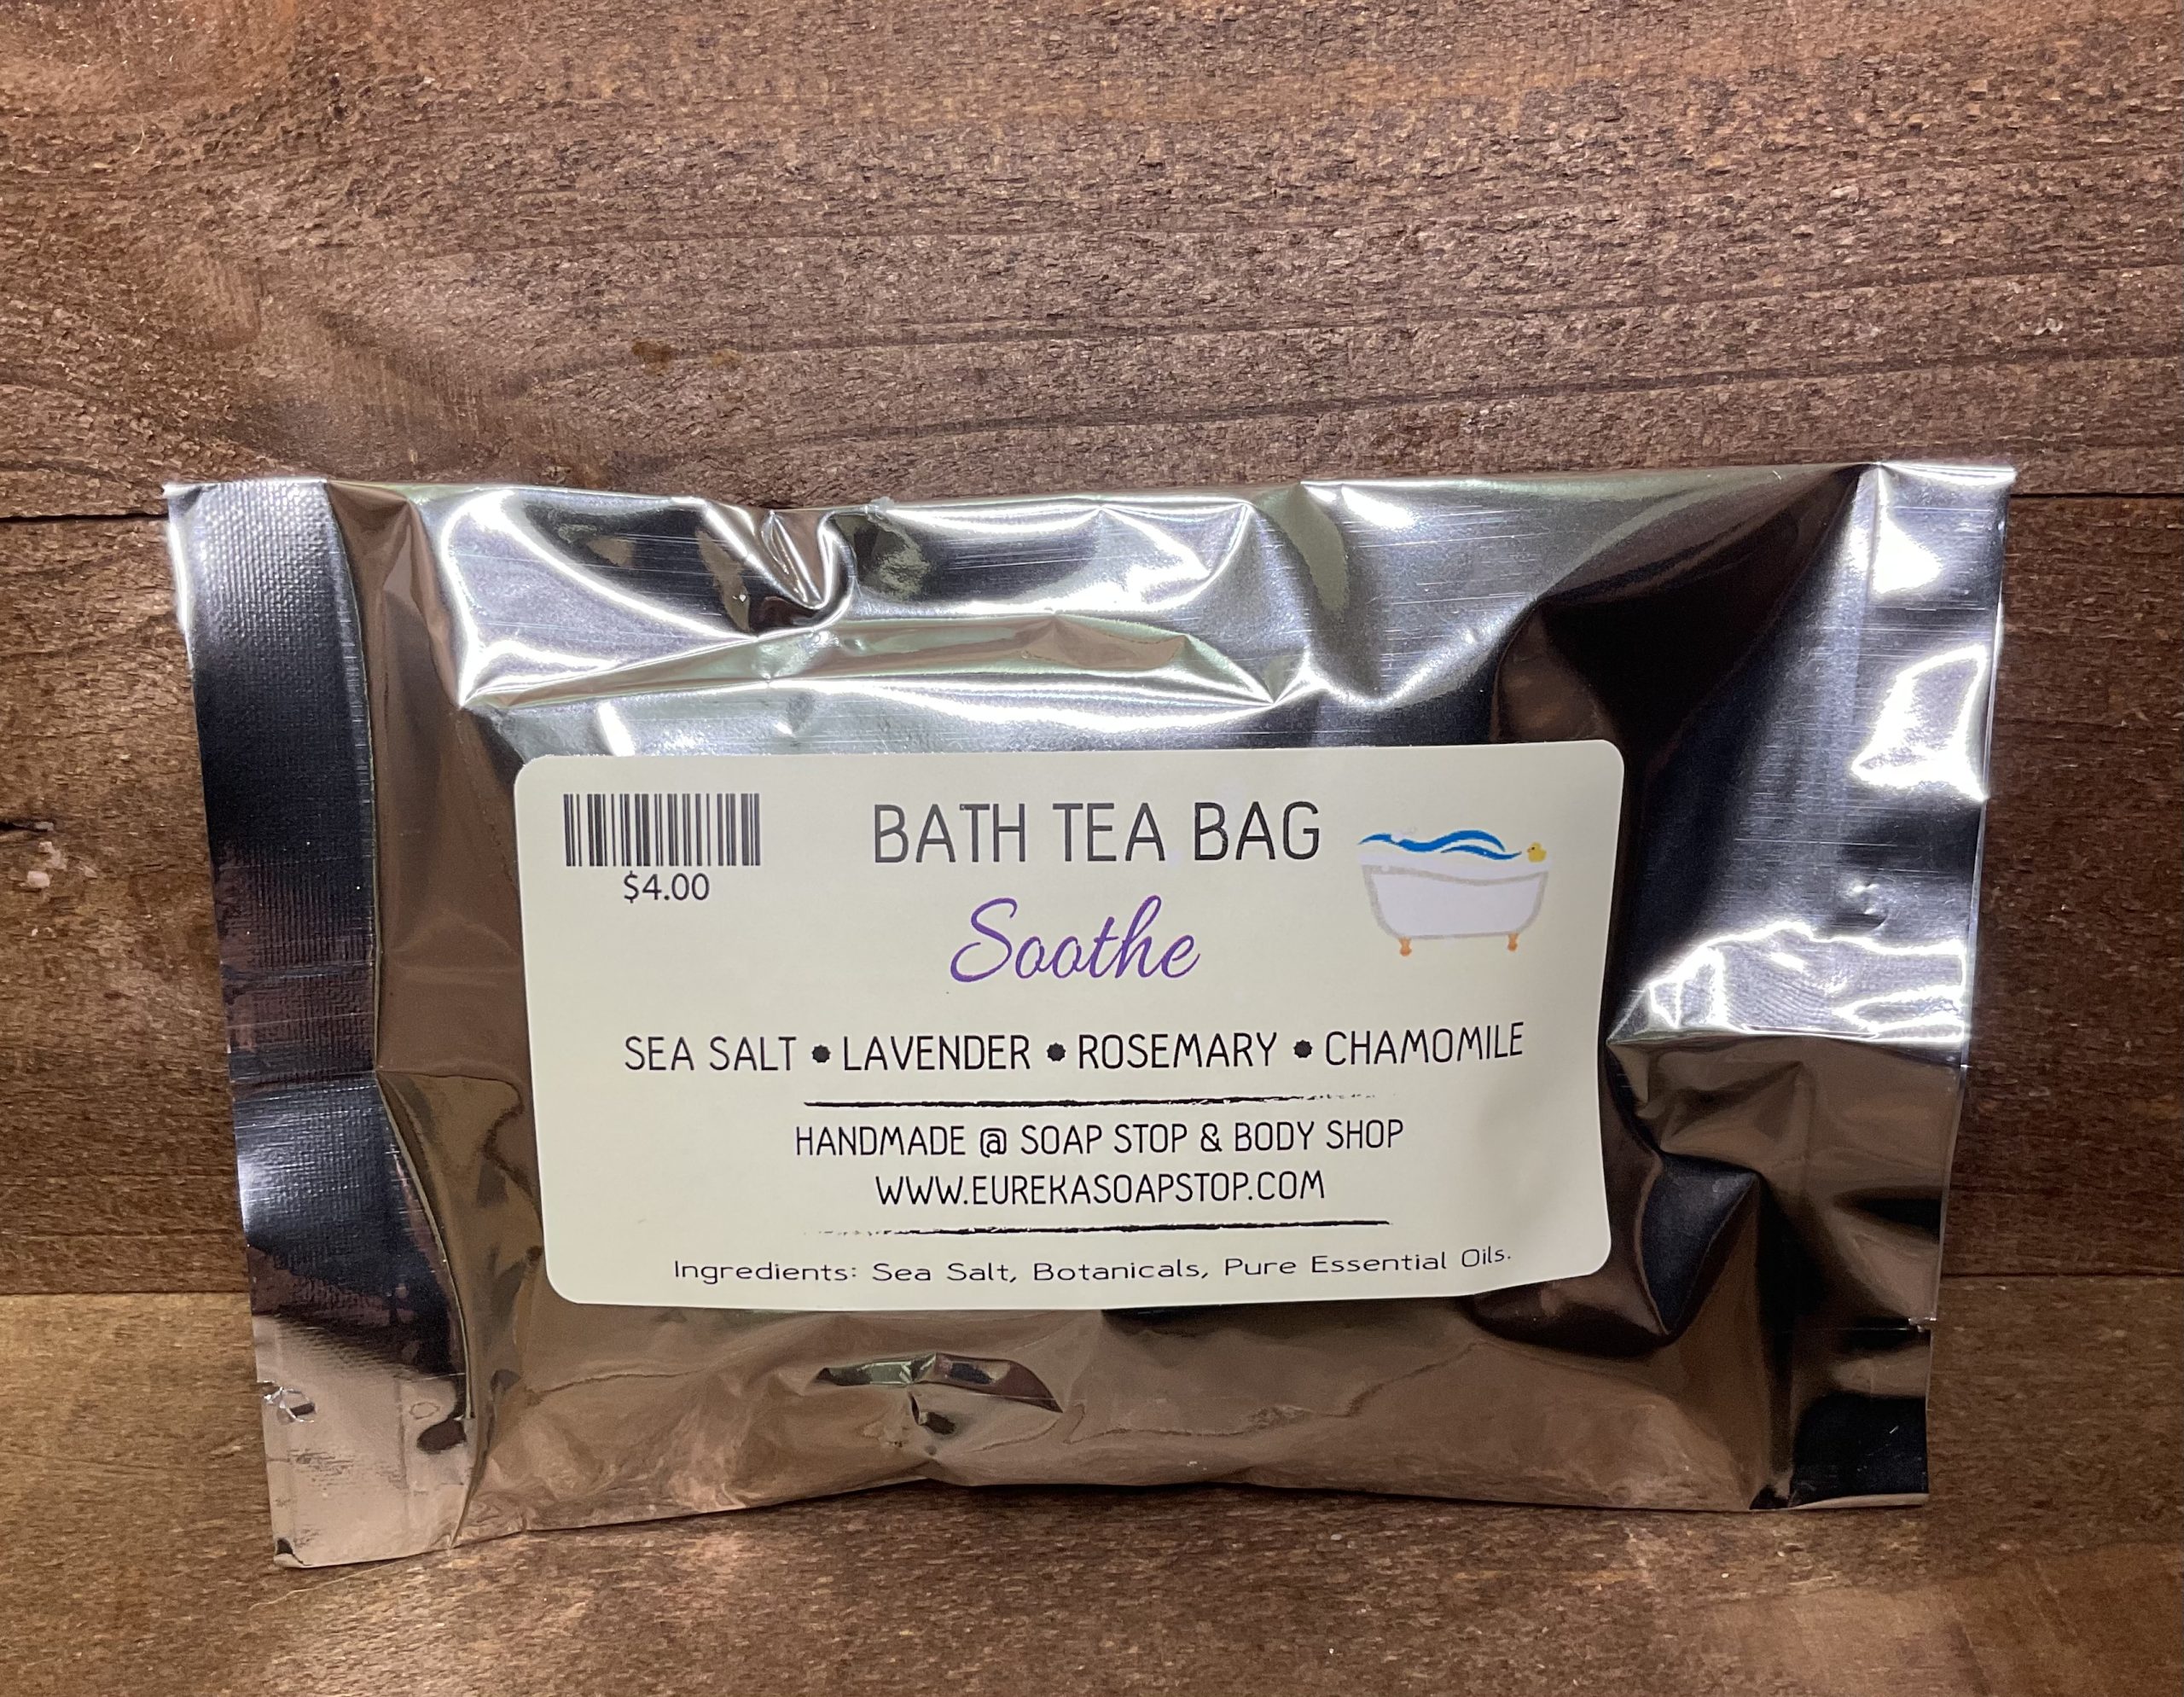 BATH TEA BAG
$4.00
Soothe
SEA SALT • LAVENDER • ROSEMARY • CHAMOMILE
HANDMADE @ SOAP STOP & BODY SHOP
WWW.EUREKASOAPSTOP.COM
Ingredients: Sea Salt, Botanicals, Pure Essential Oils.